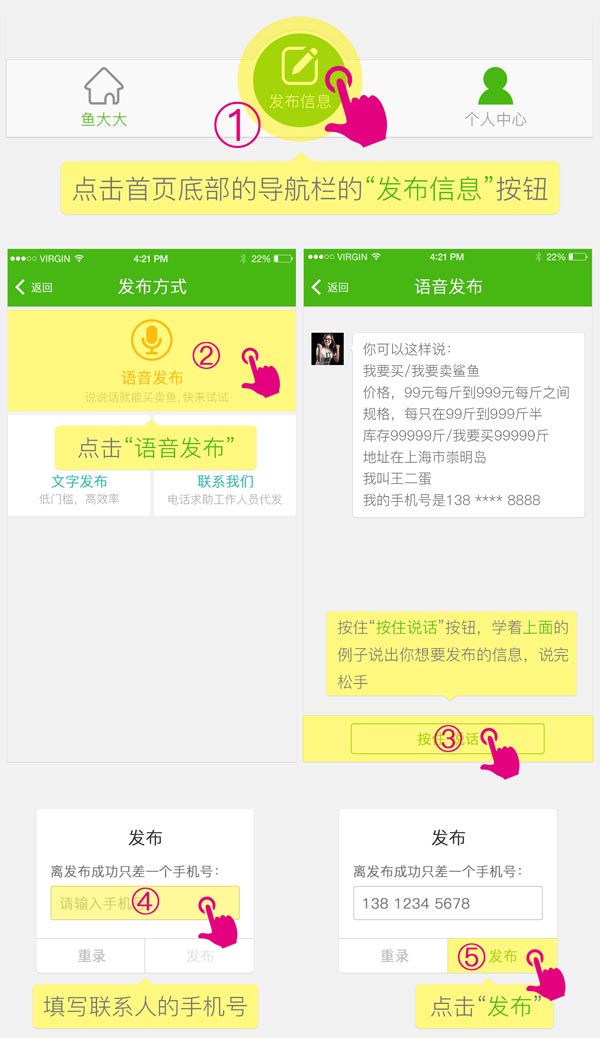 鱼大大
发布信息
个人中心
①
点击首页底部的导航栏的“发布信息”按钮
VIRGIN 4:21 PM 22%
返回 发布方式
②
语音发布
说说话就能买卖鱼,快来试试
点击“语音发布”
文字发布
低门槛，高效率
联系我们
电话求助工作人员代发
VIRGIN 4:21 PM 22%
返回 语音发布
你可以这样说：
我要买/我要卖鲨鱼
价格，99元每斤到999元每斤之间
规格，每只在99斤到999斤半
库存99999斤/我要买99999斤
地址在上海市崇明岛
我叫王二蛋
我的手机号是138 **** 8888
按住“按住说话”按钮，学着上面的
例子说出你想要发布的信息，说完
松手
按住说话
③
发布
离发布成功只差一个手机号：
请输入手机
④
重录 发布
填写联系人的手机号
发布
离发布成功只差一个手机号：
138 1234 5678
重录 ⑤ 发布
点击“发布”